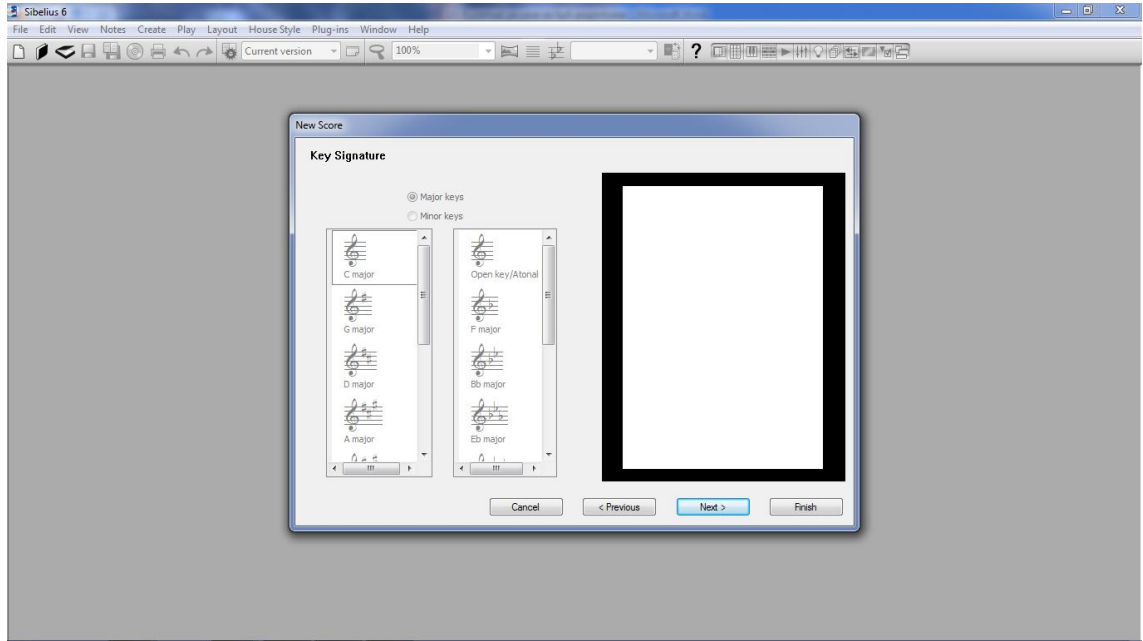 Sibelius 6
File Edit View Notes Create Play Layout House Style Plug-ins Window Help
Current version 100% ?
New Score
Key Signature
Major keys
Minor keys
C major
G major
D major
A major
Open key/Atonal
F major
Bb major
Eb major
Cancel < Previous Next > Finish